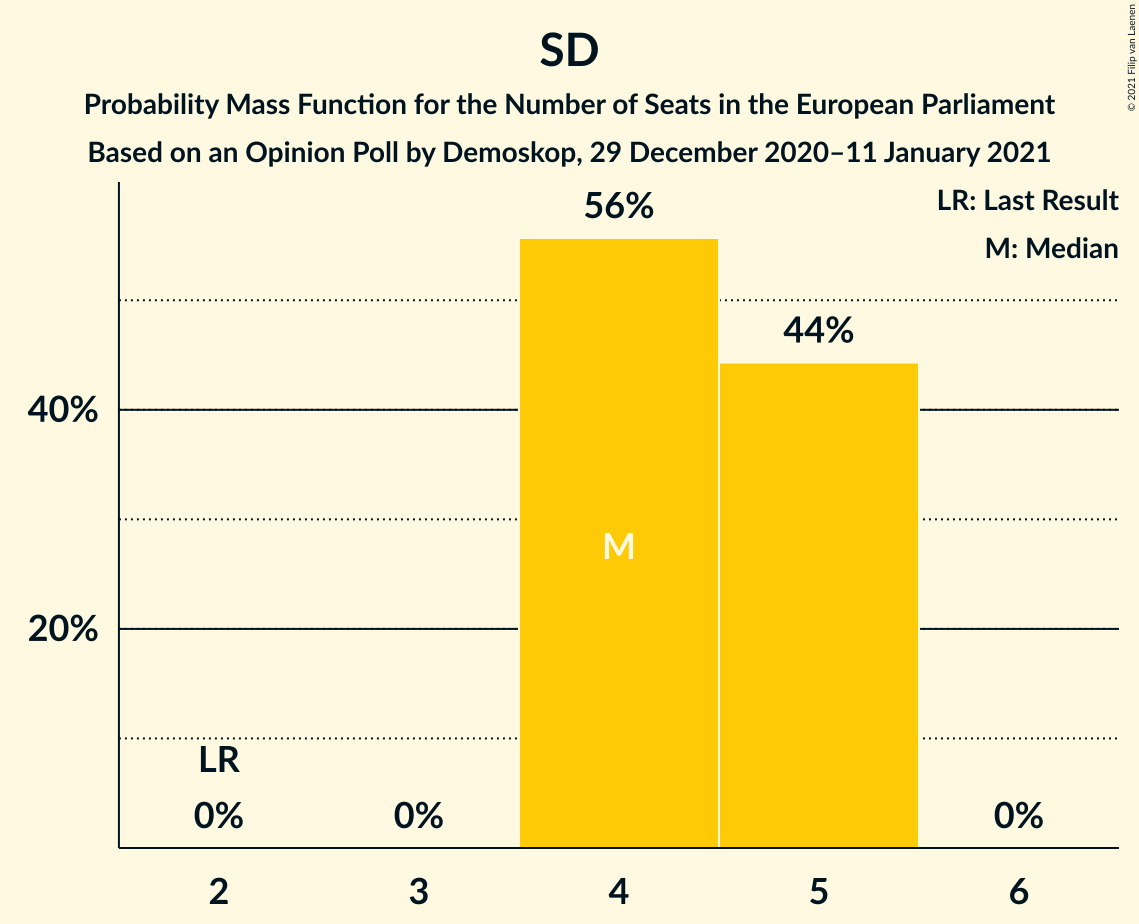 SD
Probability Mass Function for the Number of Seats in the European Parliament
Based on an Opinion Poll by Demoskop, 29 December 2020–11 January 2021
© 2021 Filip van Laenen
LR: Last Result
M: Median
56%
44%
40%
M
20%
LR
0%
0%
0%
2
3
4
5
6